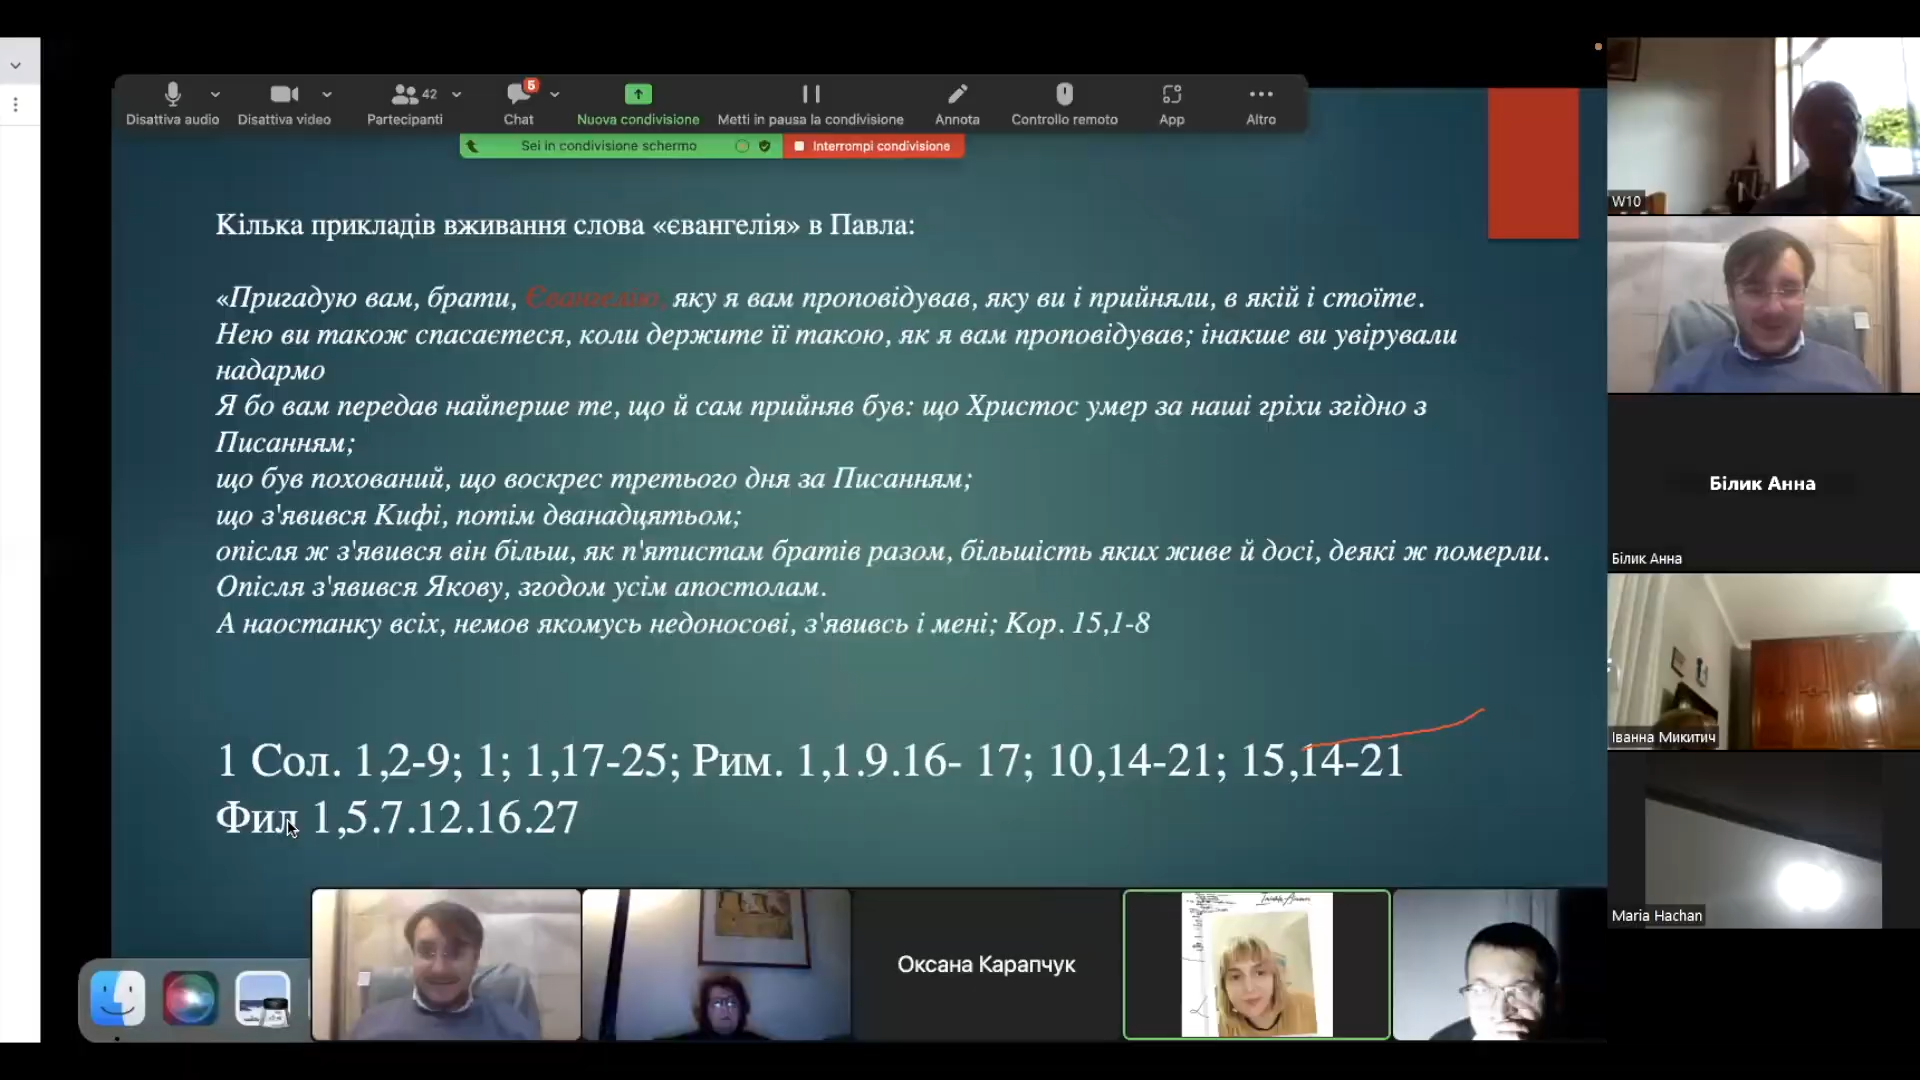 42
5
Disattiva audio
Disattiva video
Partecipanti
Chat
Nuova condivisione
Metti in pausa la condivisione
Annota
Controllo remoto
App
Altro
Sei in condivisione schermo
Interrompi condivisione
Кілька прикладів вживання слова «євангелія» в Павла:
«Пригадую вам, брати, Євангелію, яку я вам проповідував, яку ви і прийняли, в якій і стоїте.
Нею ви також спасаєтеся, коли держите її такою, як я вам проповідував; інакше ви увірували
надармо
Я бо вам передав найперше те, що й сам прийняв був: що Христос умер за наші гріхи згідно з
Писанням;
що був похований, що воскрес третього дня за Писанням;
що з'явився Кифі, потім дванадцятьом;
опісля ж з'явився він більш, як п'ятистам братів разом, більшість яких живе й досі, деякі ж померли.
Опісля з'явився Якову, згодом усім апостолам.
А наостанку всіх, немов якомусь недоносові, з'явивсь і мені; Кор. 15,1-8
1 Сол. 1,2-9; 1; 1,17-25; Рим. 1,1.9.16- 17; 10,14-21; 15,14-21
Фил 1,5.7.12.16.27
Оксана Карапчук
W10
Білик Анна
Білик Анна
Іванна Микитич
Maria Hachan